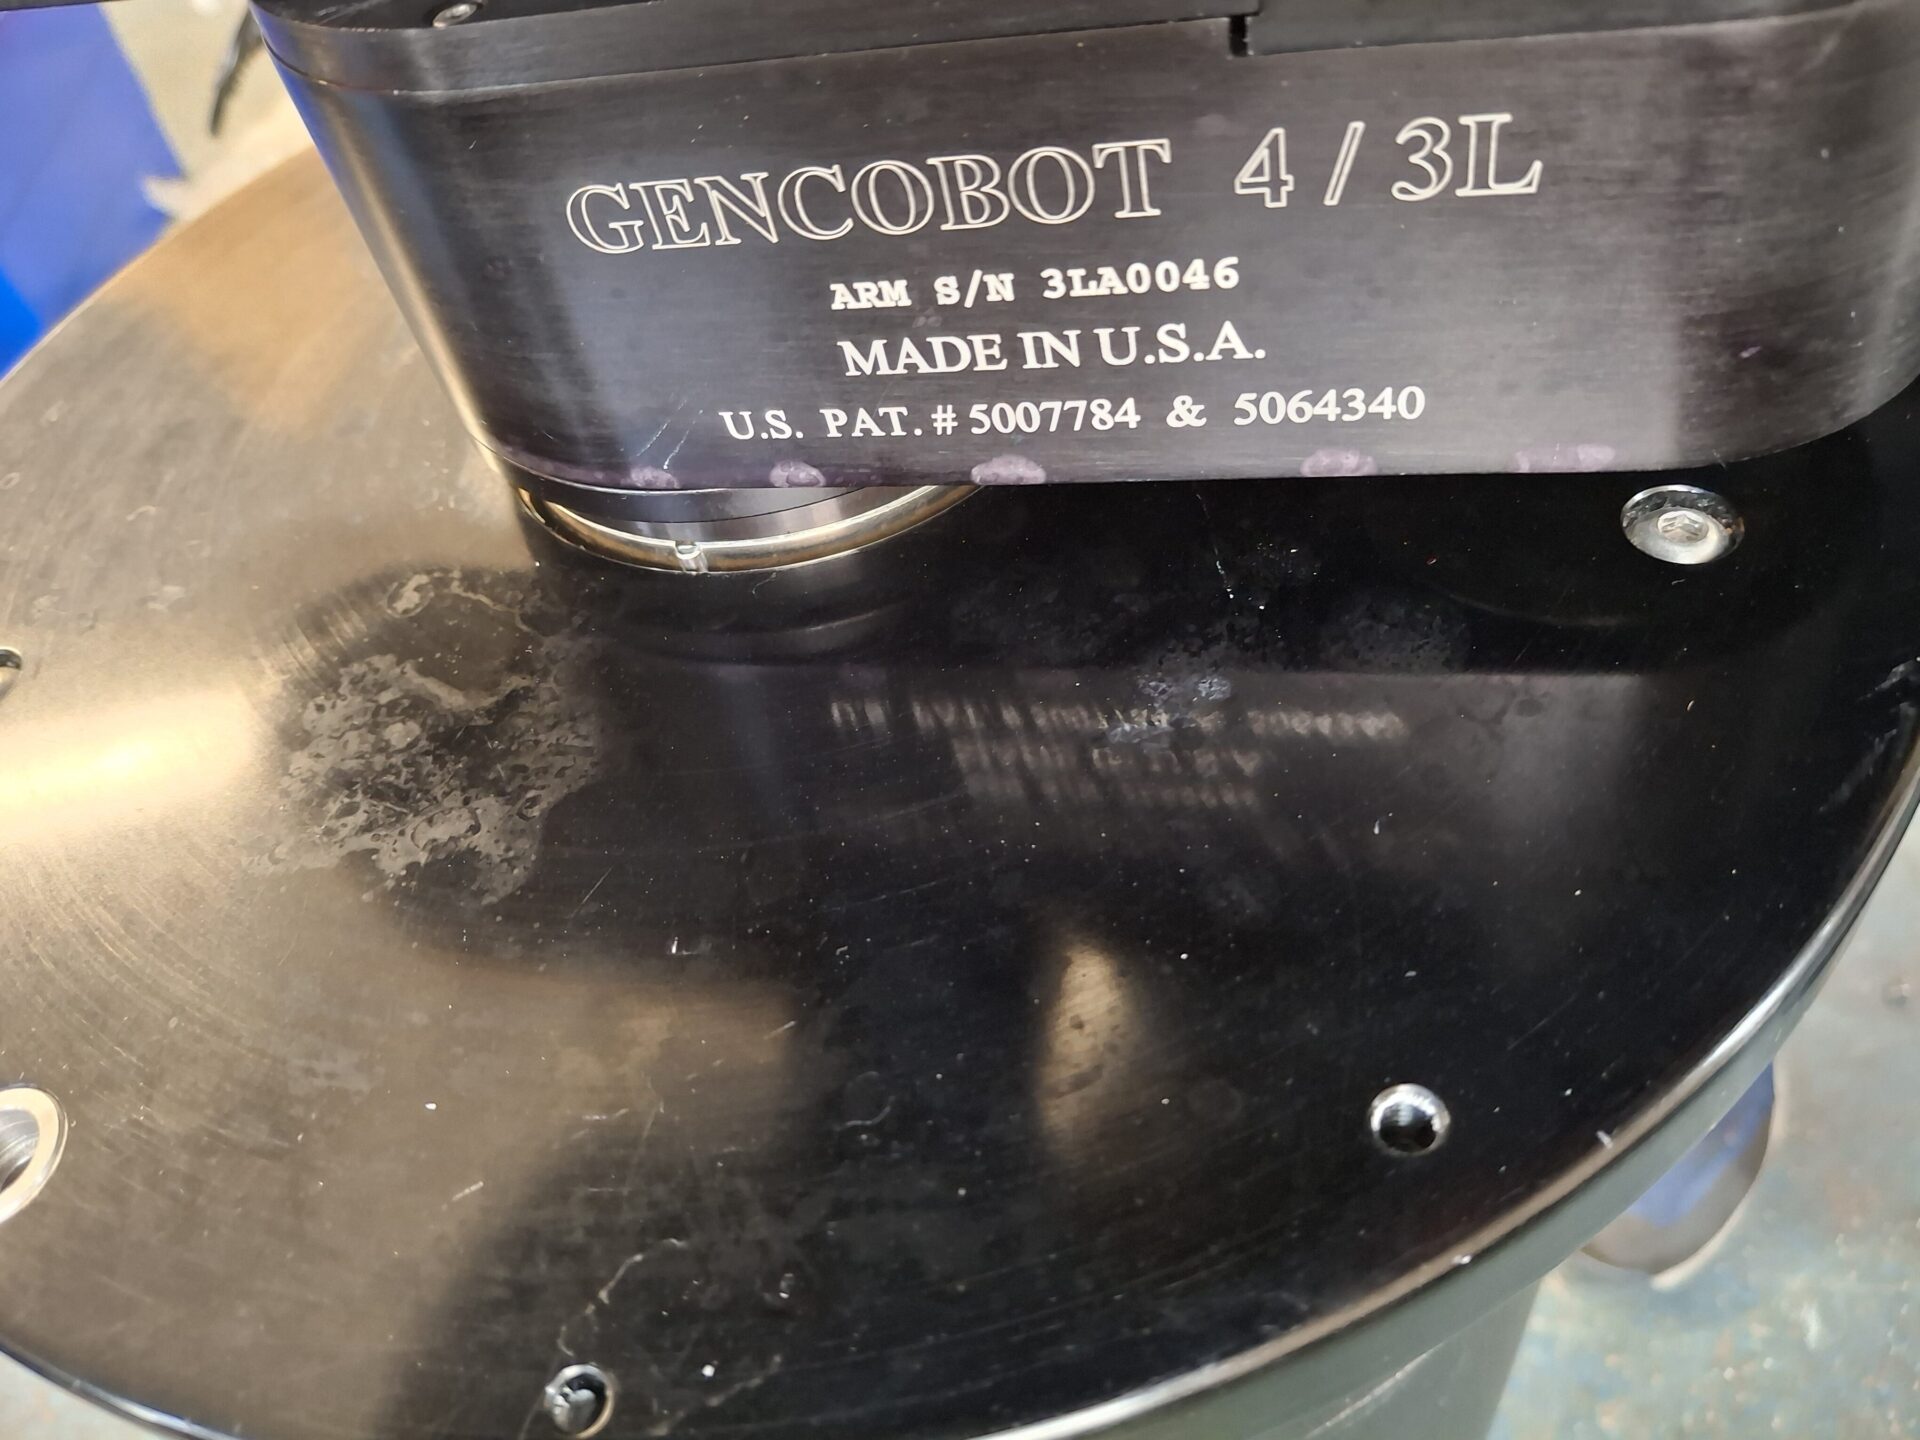 GENCOBOT 4 / 3L
ARM S/N 3LA0046
MADE IN U.S.A.
U.S. PAT. # 5007784 & 5064340